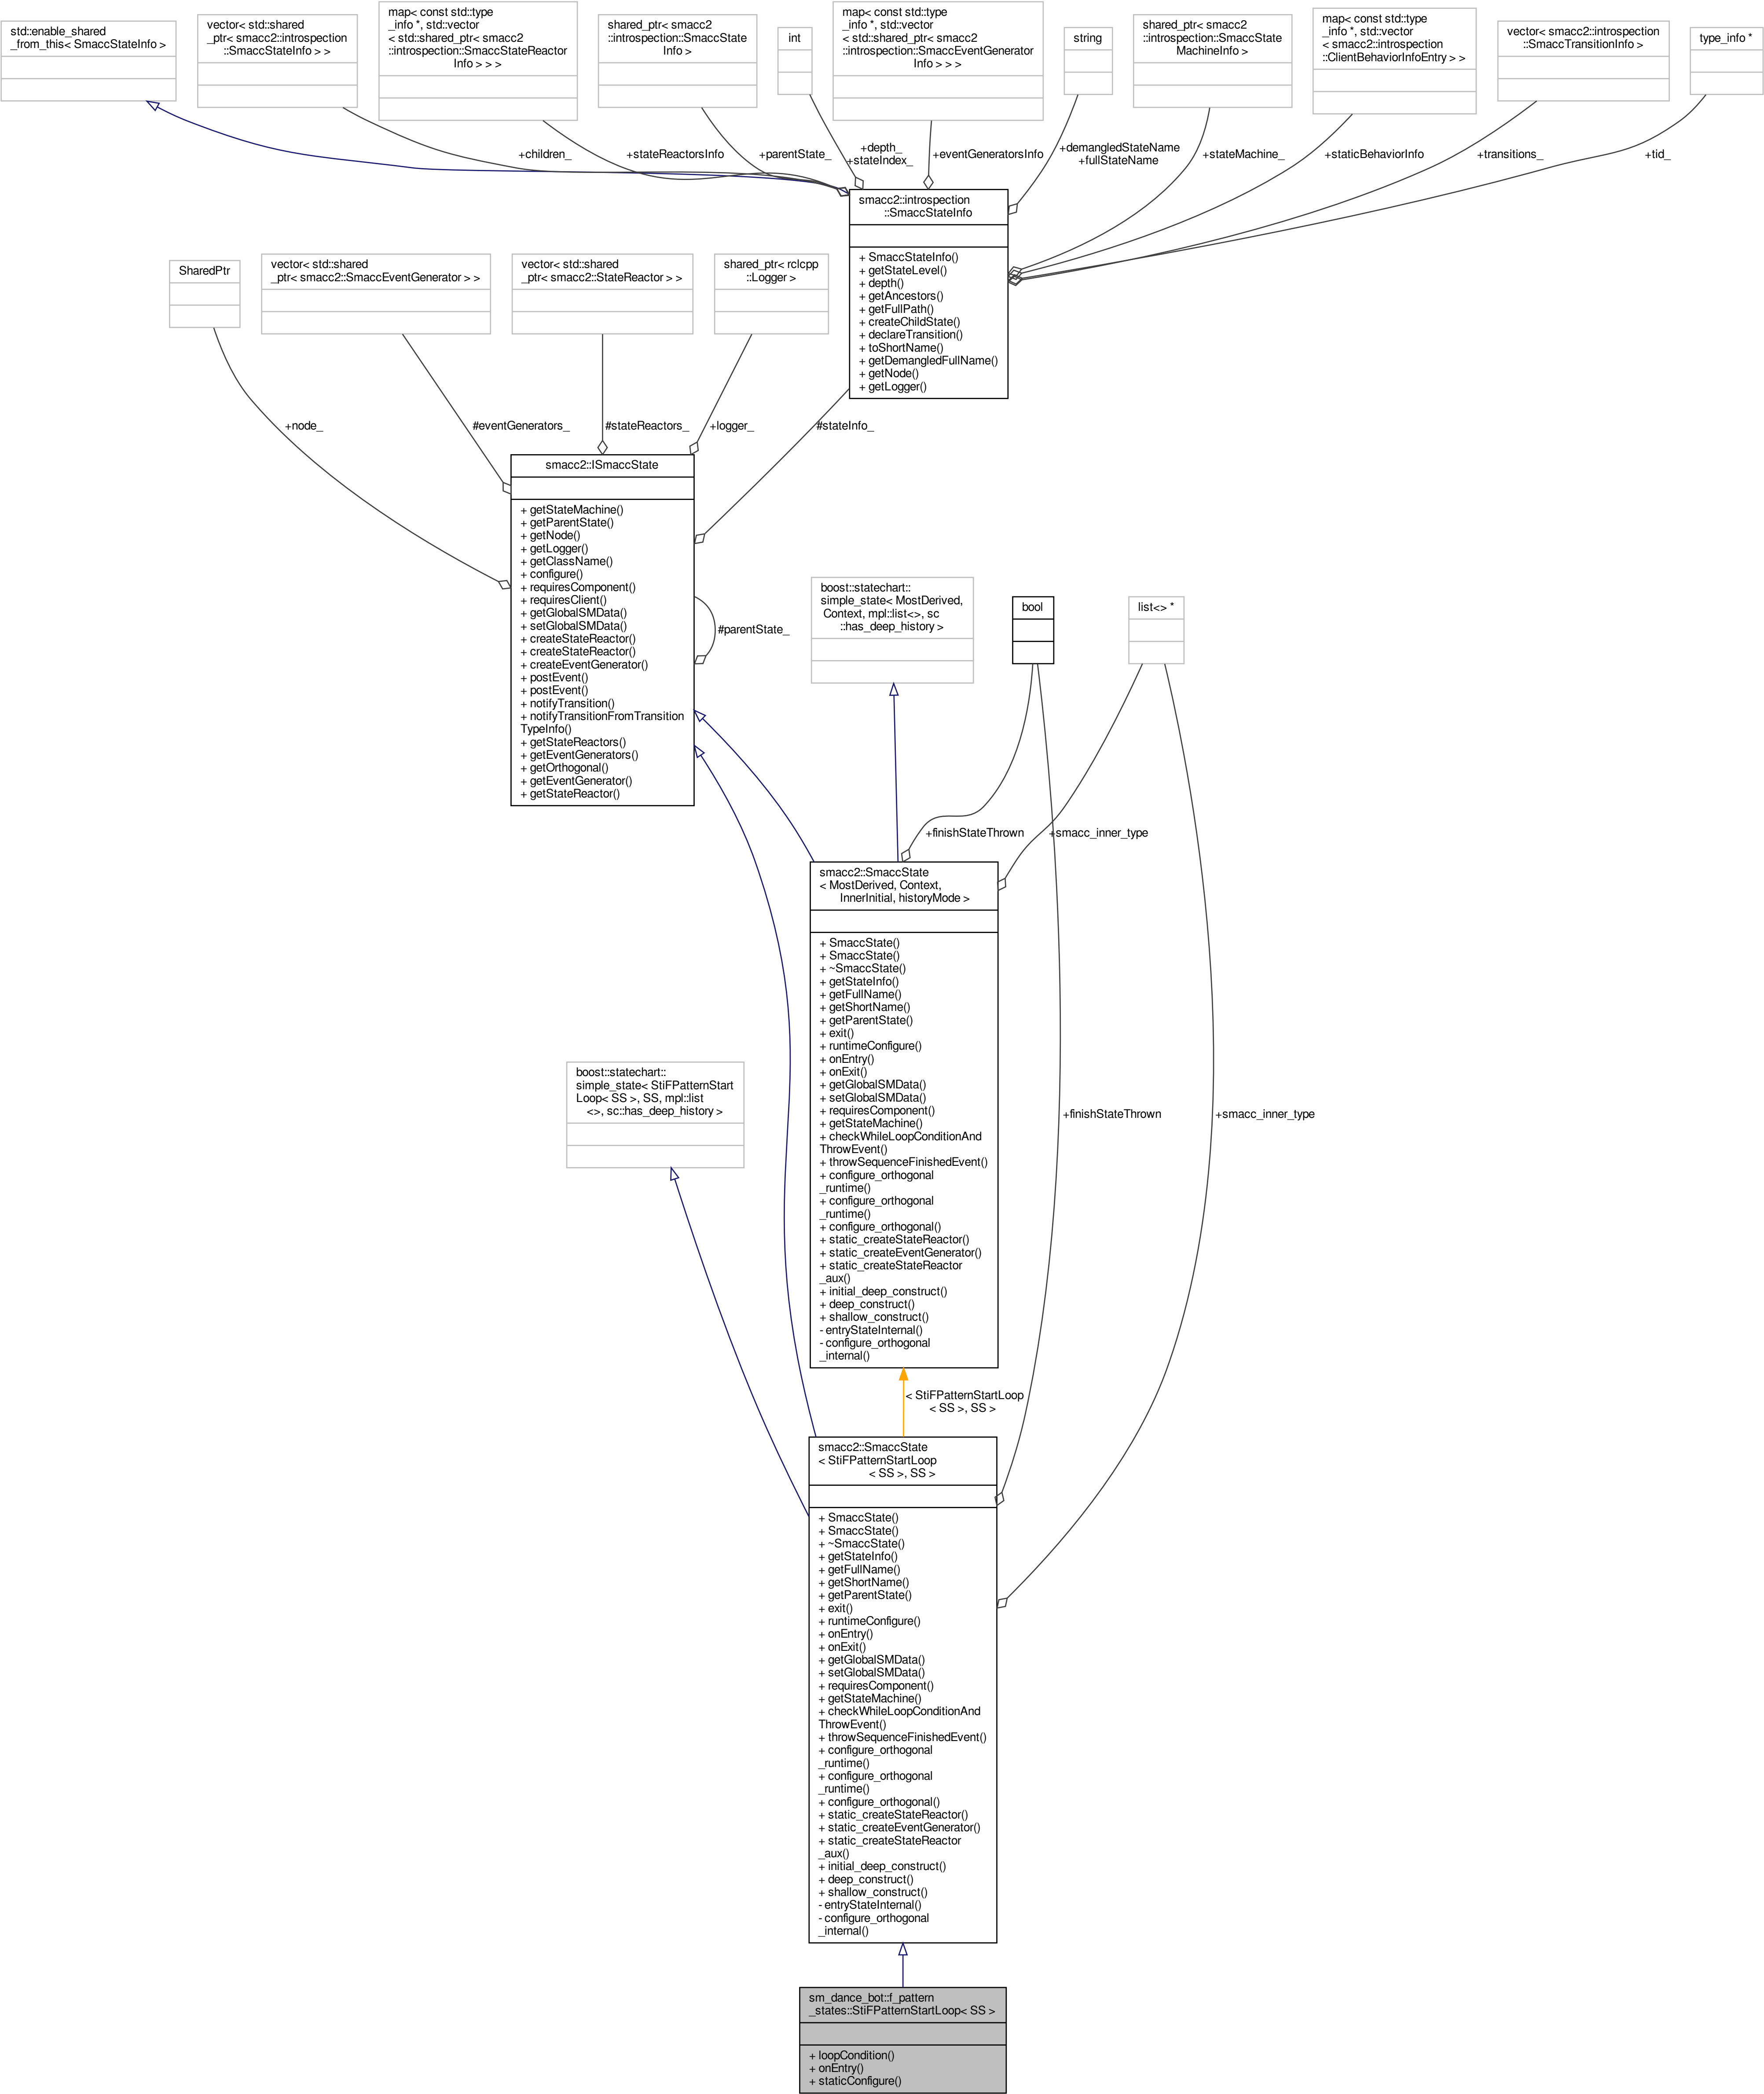 std::enable_shared
_from_this< SmaccStateInfo >
vector< std::shared
_ptr< smacc2::introspection
::SmaccStateInfo > >
map< const std::type
_info *, std::vector
< std::shared_ptr< smacc2
::introspection::SmaccStateReactor
Info > > >
shared_ptr< smacc2
::introspection::SmaccState
Info >
int
map< const std::type
_info *, std::vector
< std::shared_ptr< smacc2
::introspection::SmaccEventGenerator
Info > > >
string
shared_ptr< smacc2
::introspection::SmaccState
MachineInfo >
map< const std::type
_info *, std::vector
< smacc2::introspection
::ClientBehaviorInfoEntry > >
vector< smacc2::introspection
::SmaccTransitionInfo >
type_info *
+children_
+stateReactorsInfo
+parentState_
+depth_
+stateIndex_
+eventGeneratorsInfo
+demangledStateName
+fullStateName
+stateMachine_
+staticBehaviorInfo
+transitions_
+tid_
smacc2::introspection
::SmaccStateInfo
+ SmaccStateInfo()
+ getStateLevel()
+ depth()
+ getAncestors()
+ getFullPath()
+ createChildState()
+ declareTransition()
+ toShortName()
+ getDemangledFullName()
+ getNode()
+ getLogger()
SharedPtr
vector< std::shared
_ptr< smacc2::SmaccEventGenerator > >
vector< std::shared
_ptr< smacc2::StateReactor > >
shared_ptr< rclcpp
::Logger >
+node_
#eventGenerators_
#stateReactors_
+logger_
#stateInfo_
smacc2::ISmaccState
+ getStateMachine()
+ getParentState()
+ getNode()
+ getLogger()
+ getClassName()
+ configure()
+ requiresComponent()
+ requiresClient()
+ getGlobalSMData()
+ setGlobalSMData()
+ createStateReactor()
+ createStateReactor()
+ createEventGenerator()
+ postEvent()
+ postEvent()
+ notifyTransition()
+ notifyTransitionFromTransition
TypeInfo()
+ getStateReactors()
+ getEventGenerators()
+ getOrthogonal()
+ getEventGenerator()
+ getStateReactor()
#parentState_
boost::statechart::
simple_state< MostDerived,
Context, mpl::list<>, sc
::has_deep_history >
bool
list<> *
+finishStateThrown
+smacc_inner_type
smacc2::SmaccState
< MostDerived, Context,
InnerInitial, historyMode >
+ SmaccState()
+ SmaccState()
+ ~SmaccState()
+ getStateInfo()
+ getFullName()
+ getShortName()
+ getParentState()
+ exit()
+ runtimeConfigure()
+ onEntry()
+ onExit()
+ getGlobalSMData()
+ setGlobalSMData()
+ requiresComponent()
+ getStateMachine()
+ checkWhileLoopConditionAnd
ThrowEvent()
+ throwSequenceFinishedEvent()
+ configure_orthogonal
_runtime()
+ configure_orthogonal
_runtime()
+ configure_orthogonal()
+ static_createStateReactor()
+ static_createEventGenerator()
+ static_createStateReactor
_aux()
+ initial_deep_construct()
+ deep_construct()
+ shallow_construct()
- entryStateInternal()
- configure_orthogonal
_internal()
boost::statechart::
simple_state< StiFPatternStart
Loop< SS >, SS, mpl::list
<>, sc::has_deep_history >
+finishStateThrown
+smacc_inner_type
< StiFPatternStartLoop
< SS >, SS >
smacc2::SmaccState
< StiFPatternStartLoop
< SS >, SS >
+ SmaccState()
+ SmaccState()
+ ~SmaccState()
+ getStateInfo()
+ getFullName()
+ getShortName()
+ getParentState()
+ exit()
+ runtimeConfigure()
+ onEntry()
+ onExit()
+ getGlobalSMData()
+ setGlobalSMData()
+ requiresComponent()
+ getStateMachine()
+ checkWhileLoopConditionAnd
ThrowEvent()
+ throwSequenceFinishedEvent()
+ configure_orthogonal
_runtime()
+ configure_orthogonal
_runtime()
+ configure_orthogonal()
+ static_createStateReactor()
+ static_createEventGenerator()
+ static_createStateReactor
_aux()
+ initial_deep_construct()
+ deep_construct()
+ shallow_construct()
- entryStateInternal()
- configure_orthogonal
_internal()
sm_dance_bot::f_pattern
_states::StiFPatternStartLoop< SS >
+ loopCondition()
+ onEntry()
+ staticConfigure()